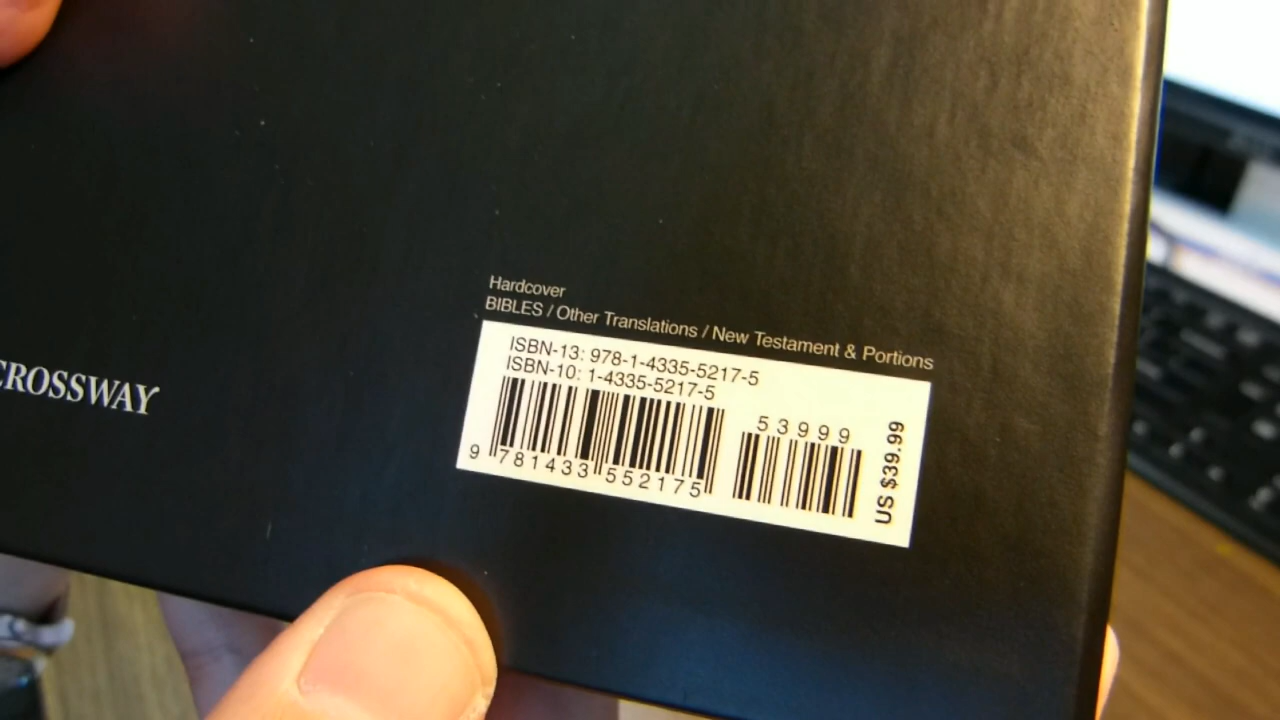 Hardcover
BIBLES / Other Translations / New Testament & Portions
ISBN-13: 978-1-4335-5217-5
ISBN-10: 1-4335-5217-5
53999
9 781433 552175
US $39.99
CROSSWAY